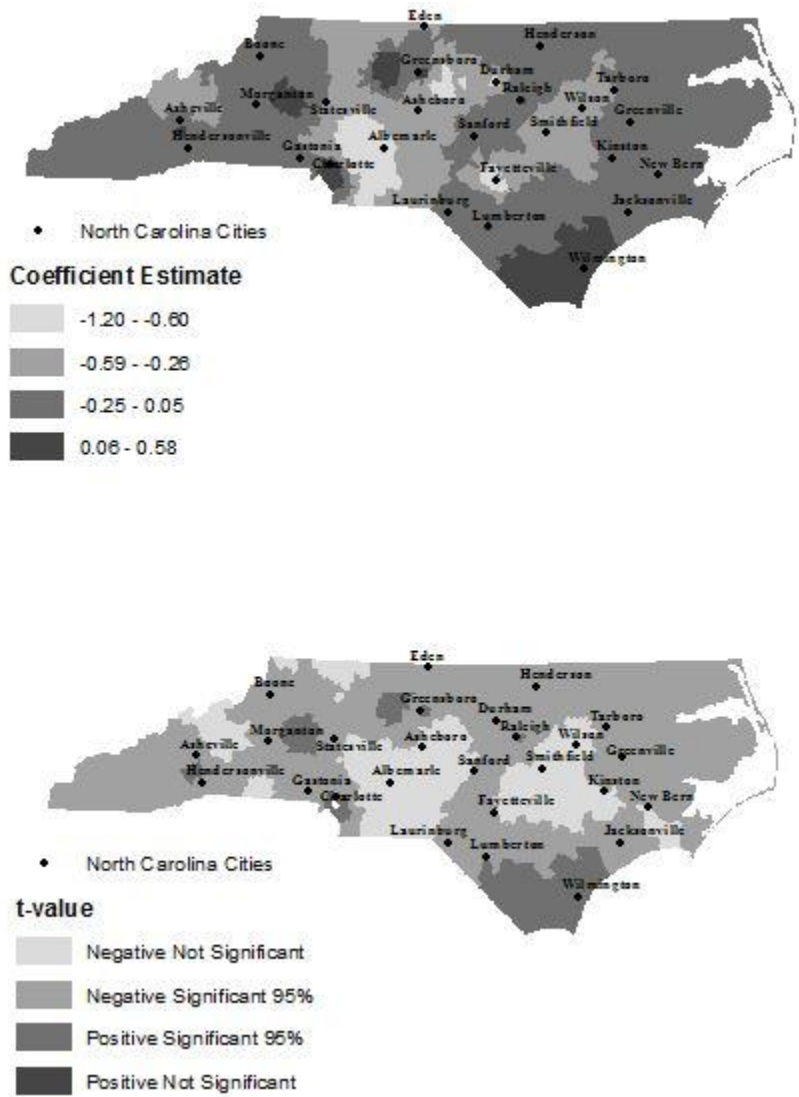 Eden
Henderson
Boone
Greensboro
Durham
Tarboro
Morganton
Raleigh
Wilson
Asheville
Statesville
Asheboro
Greenville
Sanford
Smithfield
Hendersonville
Gastonia
Albemarle
Kinston
Charlotte
Fayetteville
New Bern
Laurinburg
Lumberton
Jacksonville
North Carolina Cities
Wilmington
Coefficient Estimate
-1.20 - -0.60
-0.59 - -0.26
-0.25 - 0.05
0.06 - 0.58
Eden
Henderson
Boone
Greensboro
Durham
Tarboro
Morganton
Raleigh
Wilson
Asheville
Statesville
Asheboro
Greenville
Smithfield
Sanford
Hendersonville
Gastonia
Albemarle
Kinston
Charlotte
Fayetteville
New Bern
Laurinburg
Lumberton
Jacksonville
North Carolina Cities
Wilmington
t-value
Negative Not Significant
Negative Significant 95%
Positive Significant 95%
Positive Not Significant